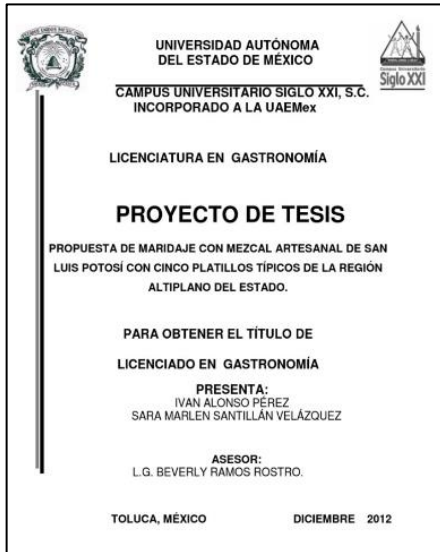 UNIVERSIDAD AUTÓNOMA
DEL ESTADO DE MÉXICO
CAMPUS UNIVERSITARIO SIGLO XXI, S.C.
INCORPORADO A LA UAEMex
Siglo XXI
LICENCIATURA EN GASTRONOMÍA
PROYECTO DE TESIS
PROPUESTA DE MARIDAJE CON MEZCAL ARTESANAL DE SAN
LUIS POTOSÍ CON CINCO PLATILLOS TÍPICOS DE LA REGIÓN
ALTIPLANO DEL ESTADO.
PARA OBTENER EL TÍTULO DE
LICENCIADO EN GASTRONOMÍA
PRESENTA:
IVAN ALONSO PÉREZ
SARA MARLEN SANTILLÁN VELÁZQUEZ
ASESOR:
L.G. BEVERLY RAMOS ROSTRO.
TOLUCA, MÉXICO DICIEMBRE 2012